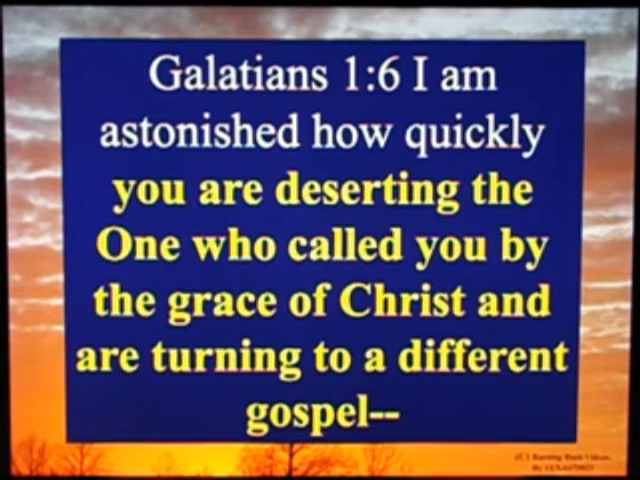 Galatians 1:6 I am
astonished how quickly
you are deserting the
One who called you by
the grace of Christ and
are turning to a different
gospel--